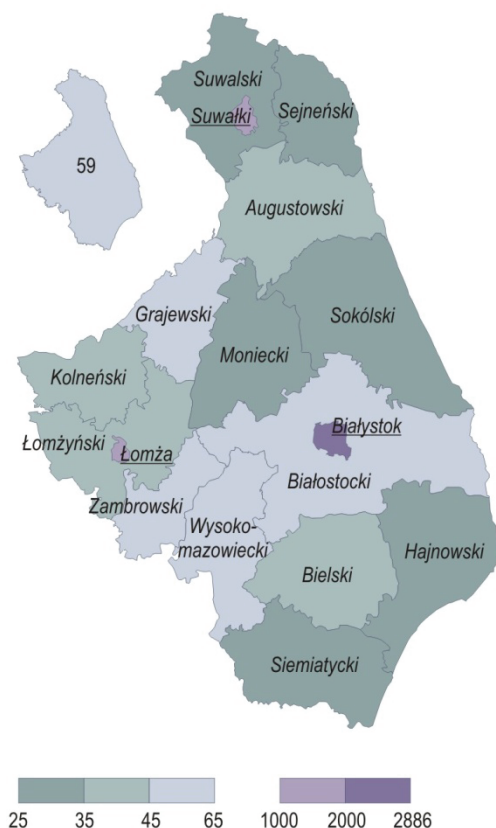 Suwalski
Suwałki
Sejneński
59
Augustowski
Grajewski
Sokólski
Moniecki
Kolneński
Białystok
Łomżyński
Łomża
Białostocki
Zambrowski
Wysoko-
mazowiecki
Hajnowski
Bielski
Siemiatycki
25 35 45 65 1000 2000 2886